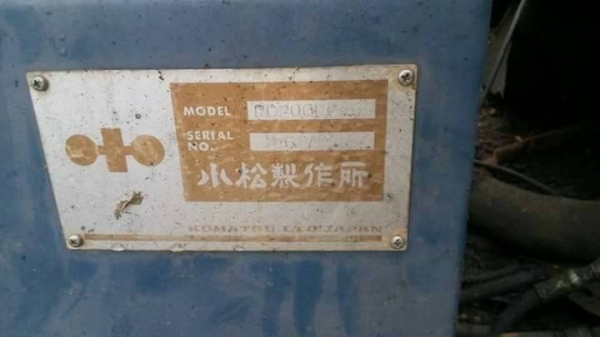 MODEL
SERIAL
NO.
小松製作所
KOMATSU LTD JAPAN